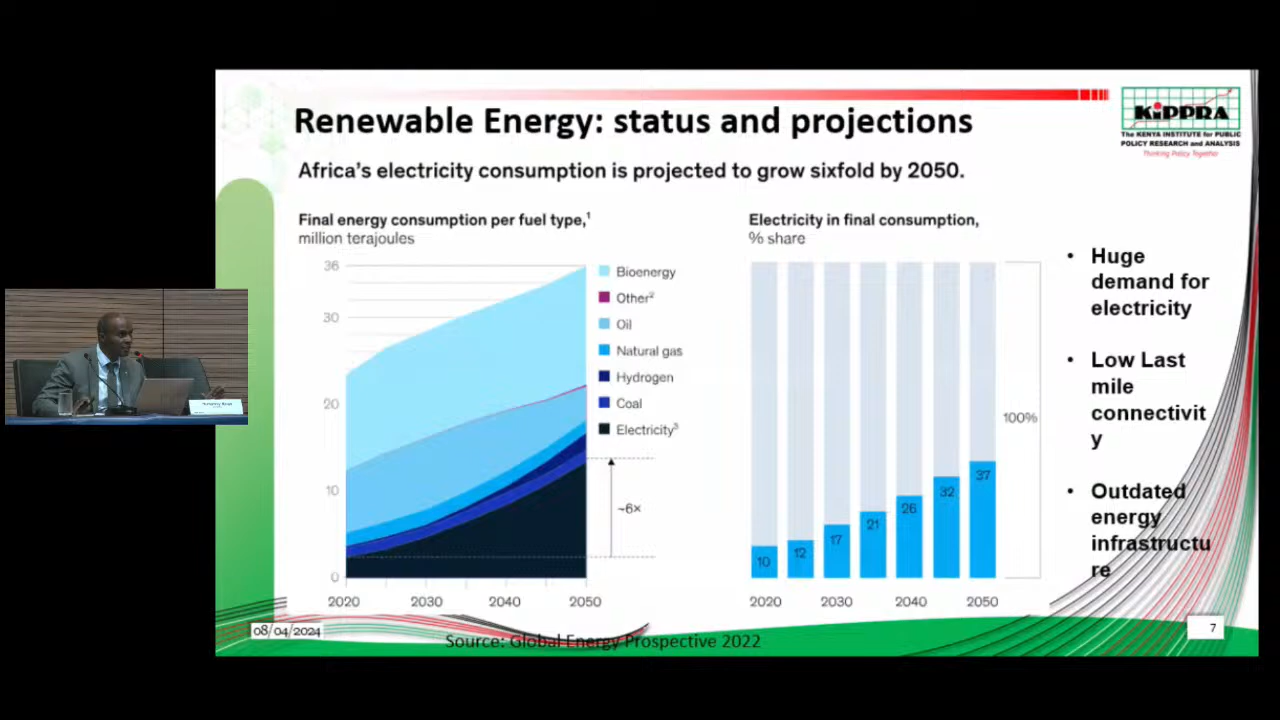 Renewable Energy: status and projections
KIPPRA
The KENYA INSTITUTE for PUBLIC
POLICY RESEARCH and ANALYSIS
Thinking Policy Together
Africa's electricity consumption is projected to grow sixfold by 2050.
Final energy consumption per fuel type,¹
million terajoules
36
30
20
10
0
2020 2030 2040 2050
Bioenergy
Other²
Oil
Natural gas
Hydrogen
Coal
Electricity³
~6×
Electricity in final consumption,
% share
10 12 17 21 26 32 37
100%
2020 2030 2040 2050
• Huge
demand for
electricity
• Low Last
mile
connectivit
y
• Outdated
energy
infrastructu
re
08/04/2024
Source: Global Energy Prospective 2022
7